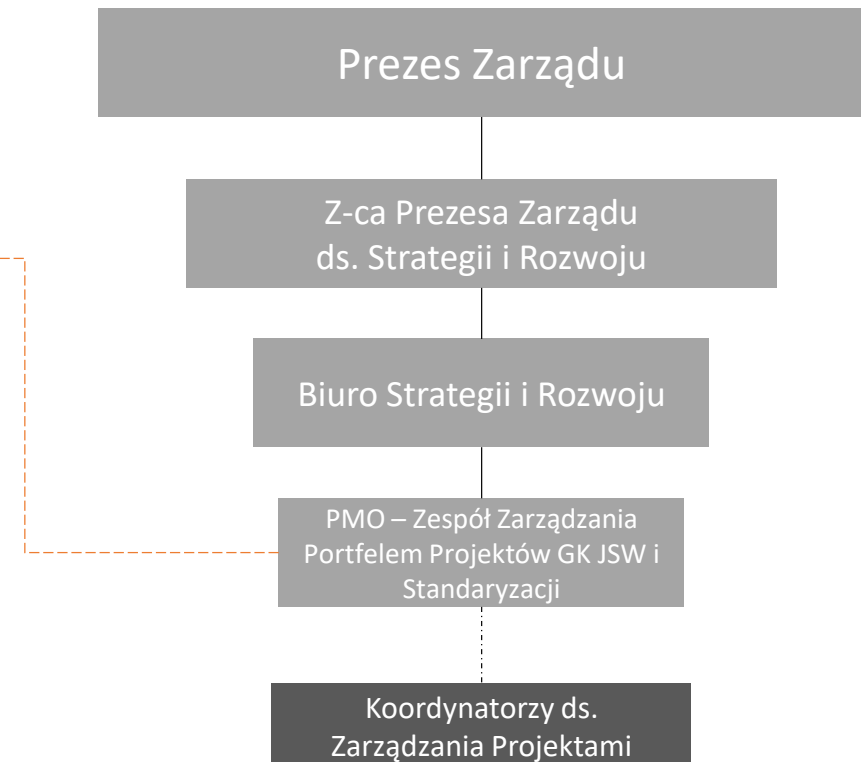 Prezes Zarządu
Z-ca Prezesa Zarządu
ds. Strategii i Rozwoju
Biuro Strategii i Rozwoju
PMO – Zespół Zarządzania
Portfelem Projektów GK JSW i
Standaryzacji
Koordynatorzy ds.
Zarządzania Projektami